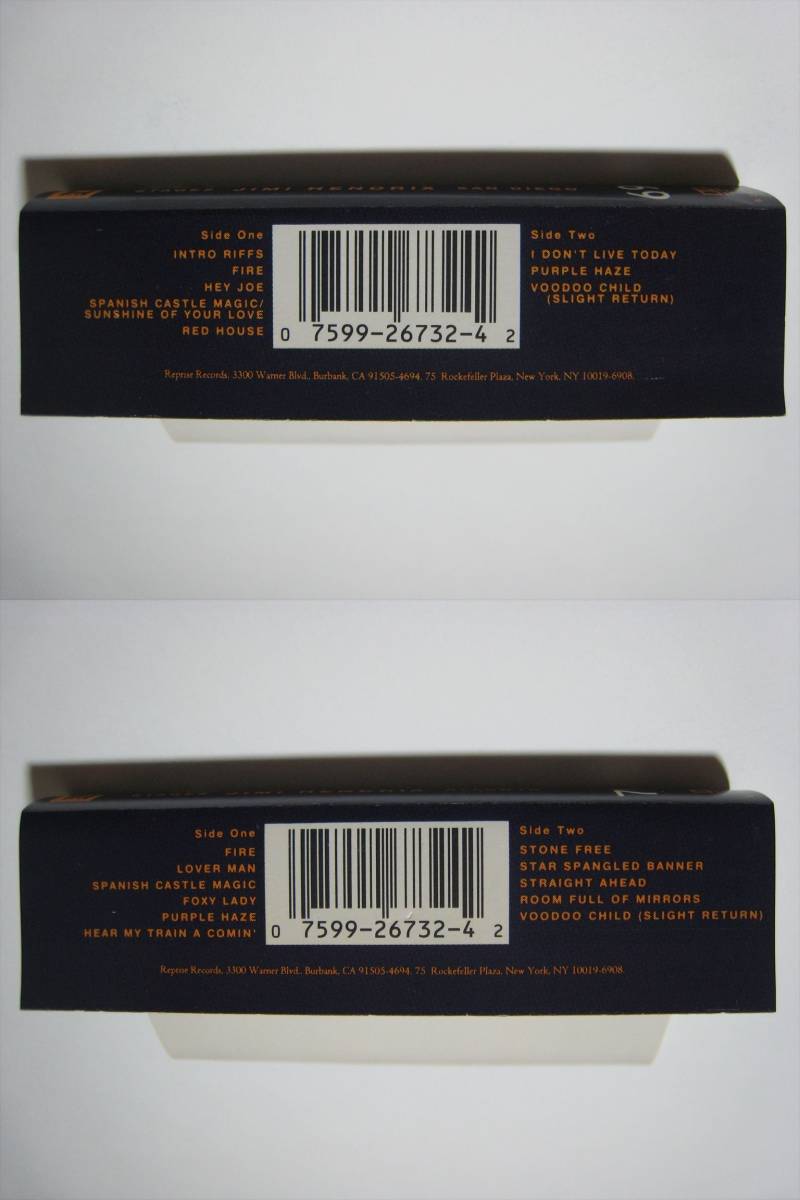 STAGES JIMI HENDRIX SAN DIEGO 69
Side One
INTRO RIFFS
FIRE
HEY JOE
SPANISH CASTLE MAGIC/
SUNSHINE OF YOUR LOVE
RED HOUSE
0 7599-26732-4 2
Side Two
I DON'T LIVE TODAY
PURPLE HAZE
VOODOO CHILD
(SLIGHT RETURN)
Reprise Records, 3300 Warner Blvd., Burbank, CA 91505-4694. 75 Rockefeller Plaza, New York, NY 10019-6908.
JIMI HENDRIX
Side One
FIRE
LOVER MAN
SPANISH CASTLE MAGIC
FOXY LADY
PURPLE HAZE
HEAR MY TRAIN A COMIN'
0 7599-26732-4 2
Side Two
STONE FREE
STAR SPANGLED BANNER
STRAIGHT AHEAD
ROOM FULL OF MIRRORS
VOODOO CHILD (SLIGHT RETURN)
Reprise Records, 3300 Warner Blvd., Burbank, CA 91505-4694. 75 Rockefeller Plaza, New York, NY 10019-6908.